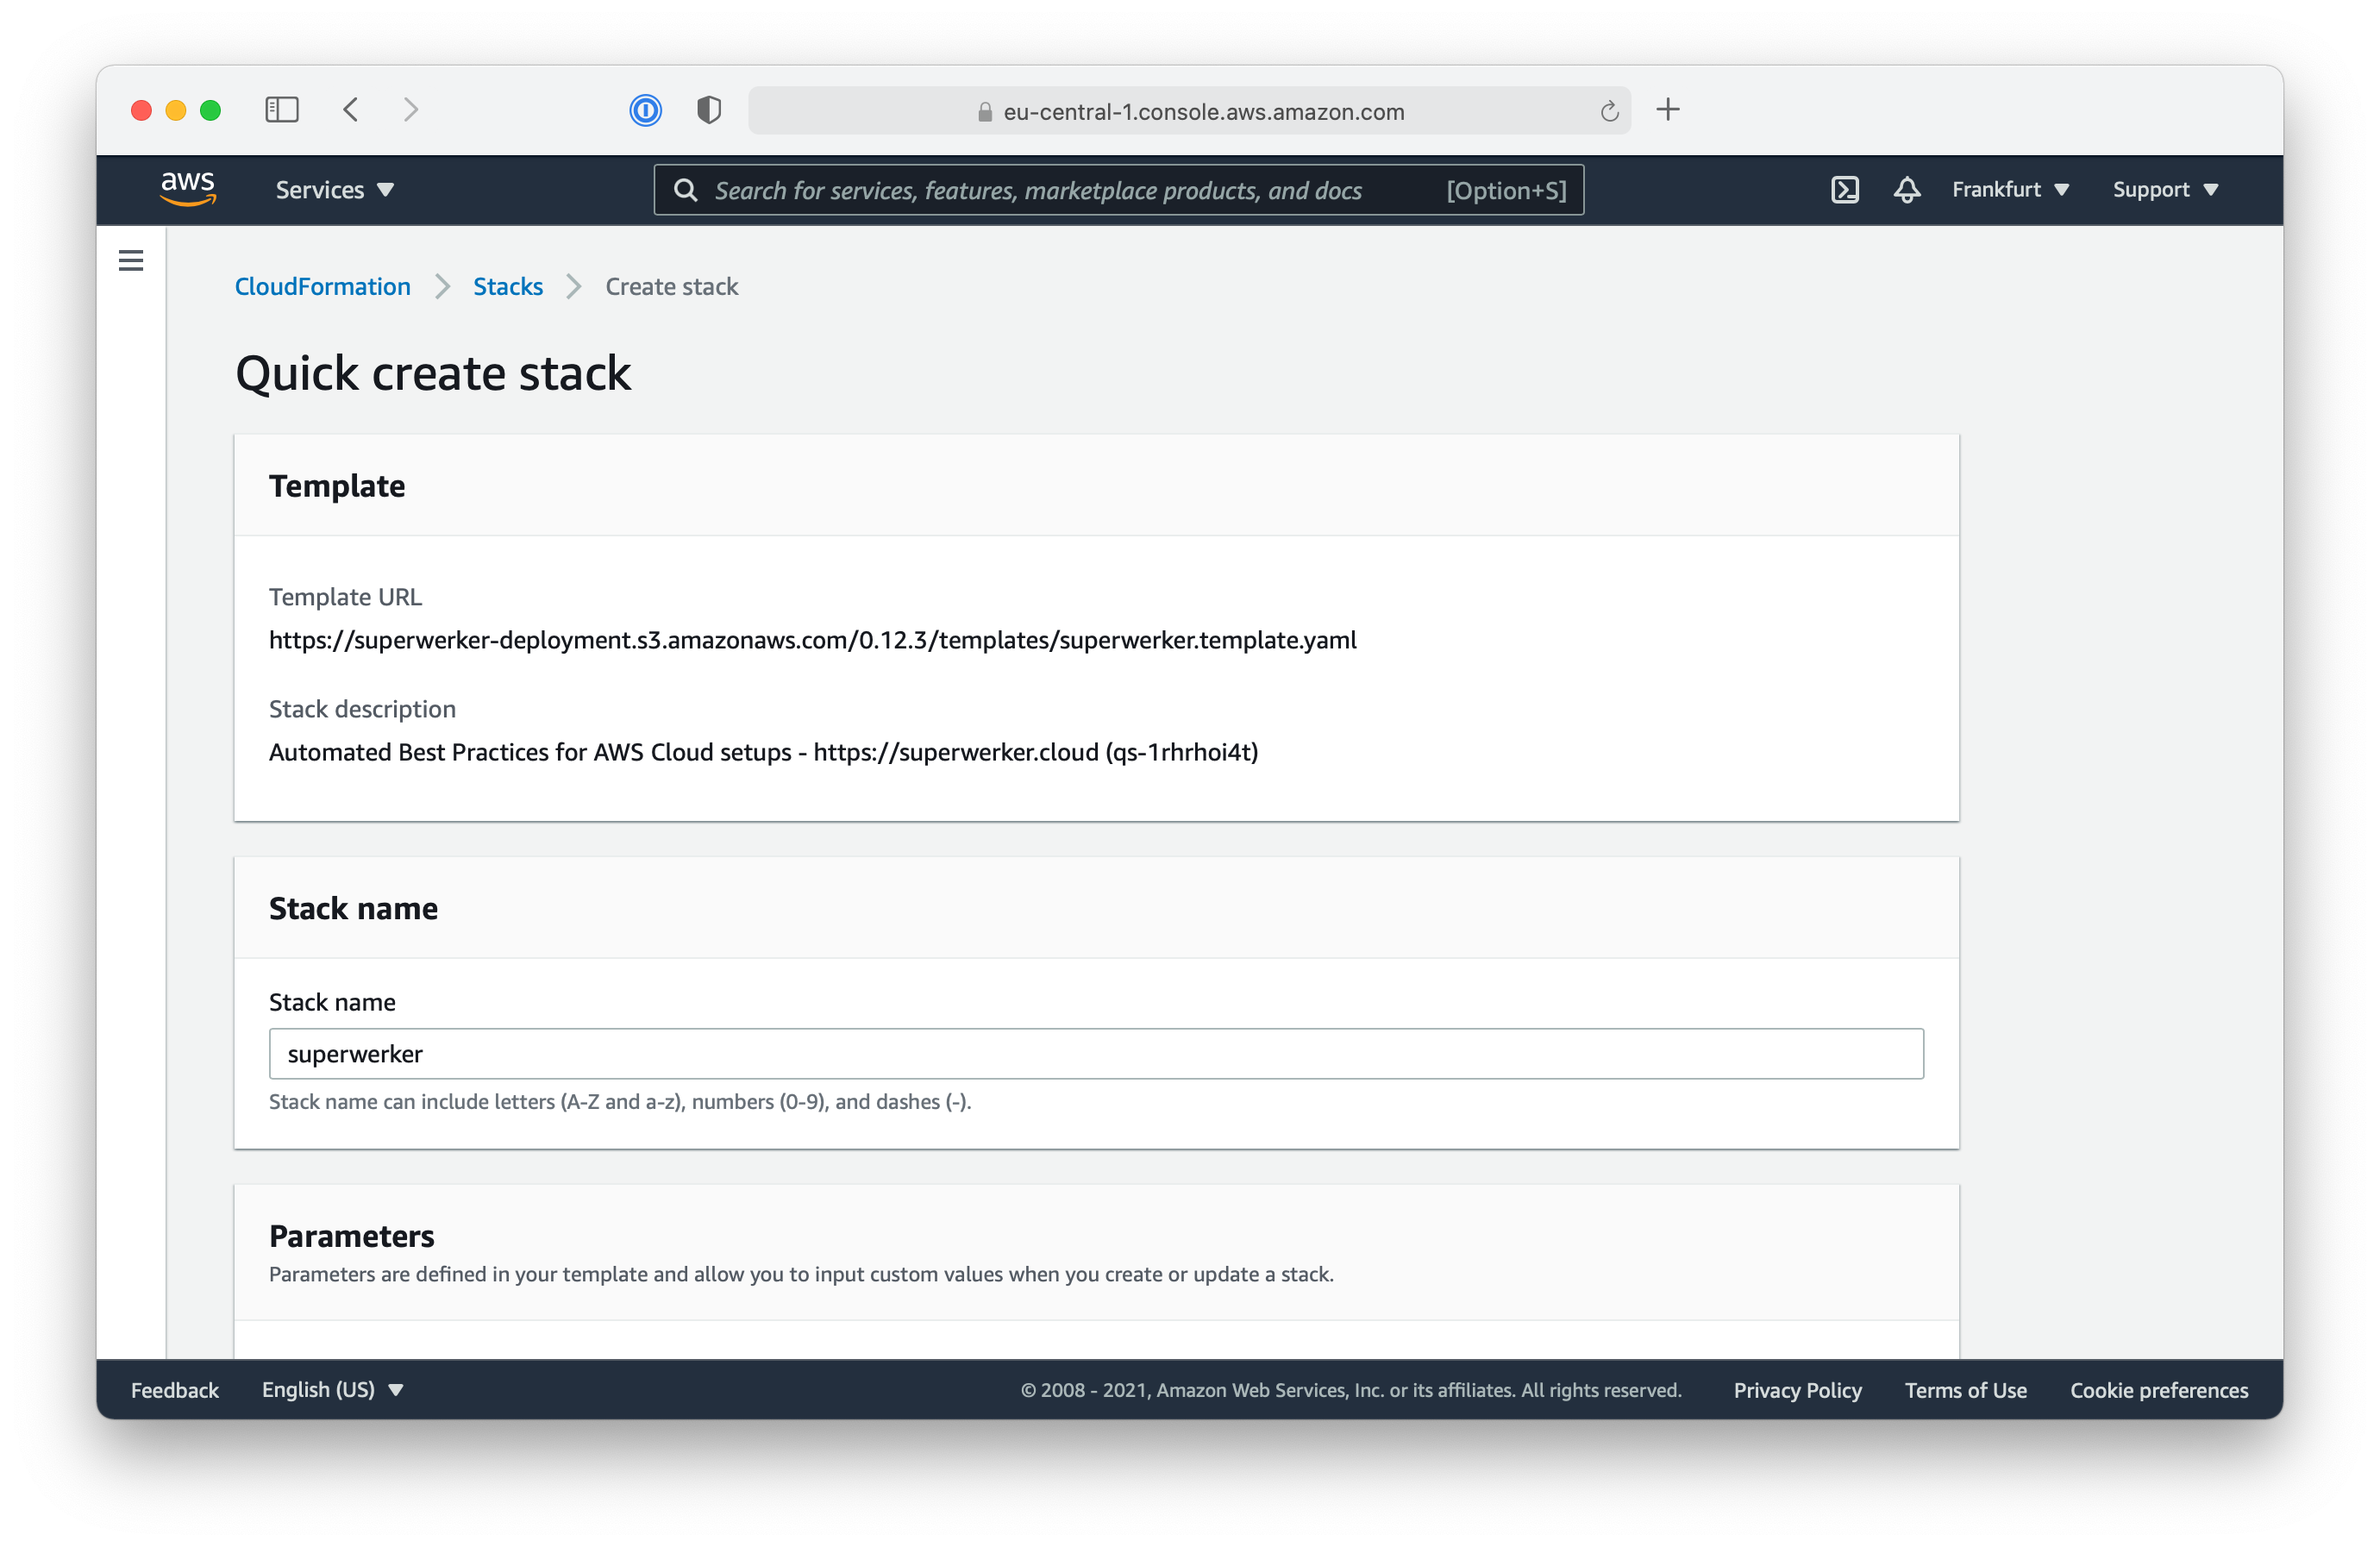 eu-central-1.console.aws.amazon.com
aws
Services
Search for services, features, marketplace products, and docs [Option+S]
Frankfurt
Support
CloudFormation
Stacks
Create stack
Quick create stack
Template
Template URL
https://superwerker-deployment.s3.amazonaws.com/0.12.3/templates/superwerker.template.yaml
Stack description
Automated Best Practices for AWS Cloud setups - https://superwerker.cloud (qs-1rhrhoi4t)
Stack name
Stack name
superwerker
Stack name can include letters (A-Z and a-z), numbers (0-9), and dashes (-).
Parameters
Parameters are defined in your template and allow you to input custom values when you create or update a stack.
Feedback
English (US)
© 2008 - 2021, Amazon Web Services, Inc. or its affiliates. All rights reserved.
Privacy Policy
Terms of Use
Cookie preferences